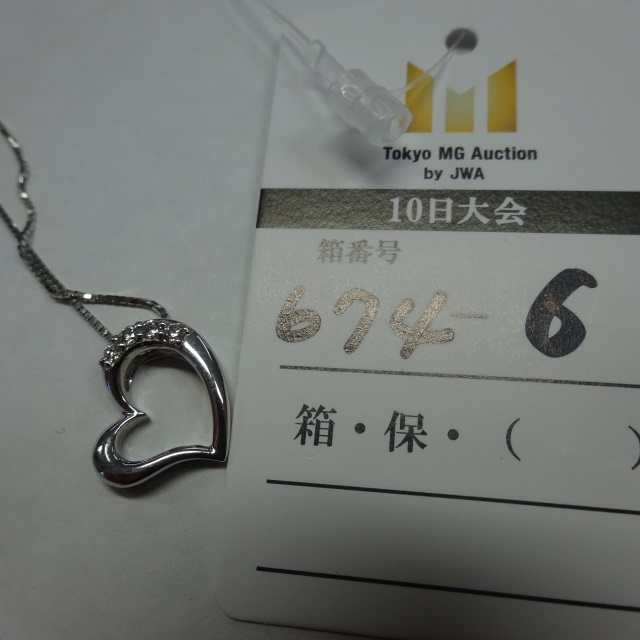 Tokyo MG Auction
by JWA
10日大会
箱番号
674-6
箱・保・（　　）